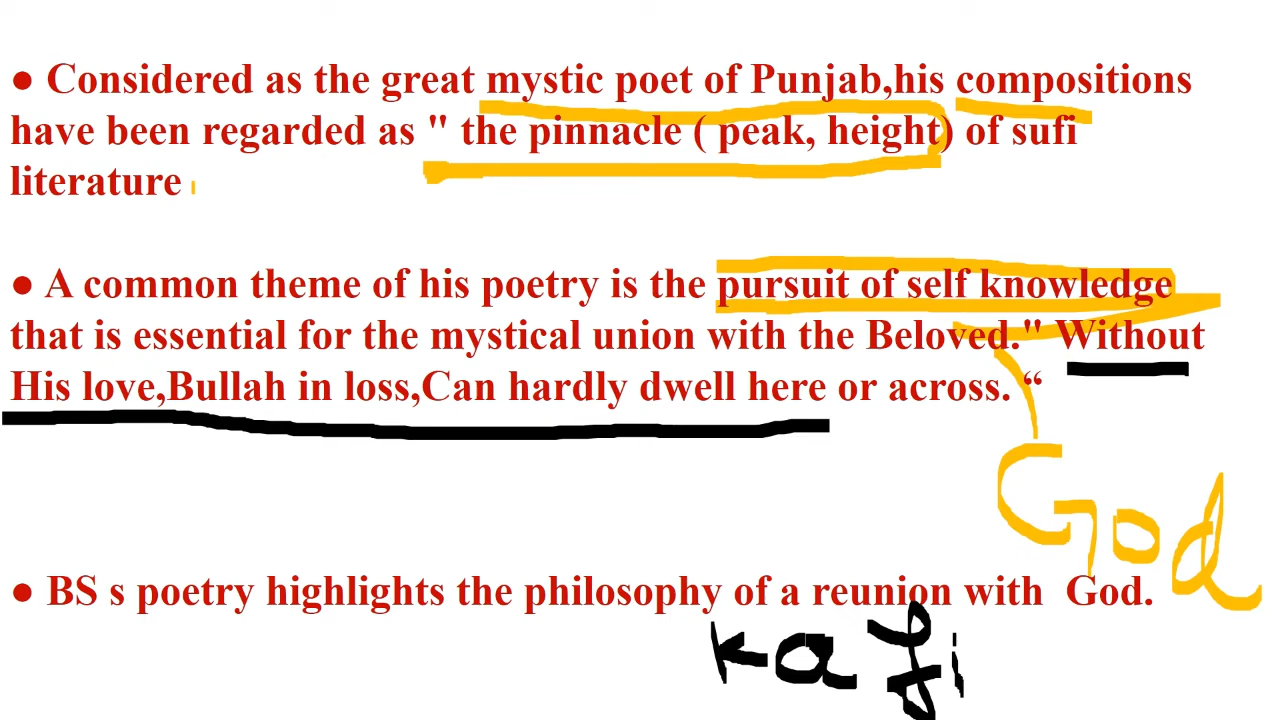 ● Considered as the great mystic poet of Punjab,his compositions
have been regarded as " the pinnacle ( peak, height) of sufi
literature
● A common theme of his poetry is the pursuit of self knowledge
that is essential for the mystical union with the Beloved." Without
His love,Bullah in loss,Can hardly dwell here or across. “
God
● BS s poetry highlights the philosophy of a reunion with God.
kafi